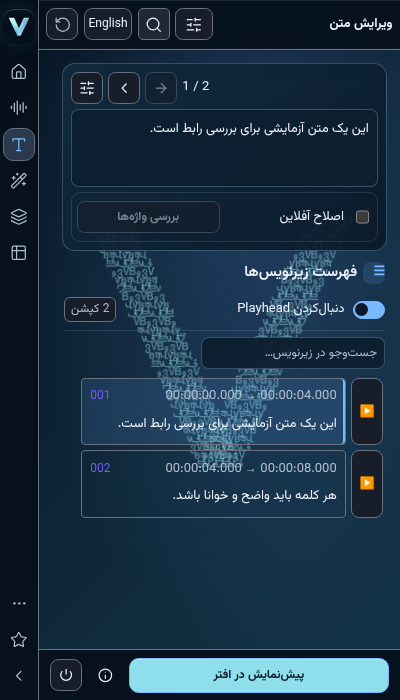 ویرایش متن
English
1 / 2
این یک متن آزمایشی برای بررسی رابط است.
اصلاح آفلاین
بررسی واژه‌ها
فهرست زیرنویس‌ها
دنبال‌کردن Playhead
2 کپشن
جست‌وجو در زیرنویس...
001
00:00:00.000 → 00:00:04.000
این یک متن آزمایشی برای بررسی رابط است.
002
00:00:04.000 → 00:00:08.000
هر کلمه باید واضح و خوانا باشد.
پیش‌نمایش در افتر